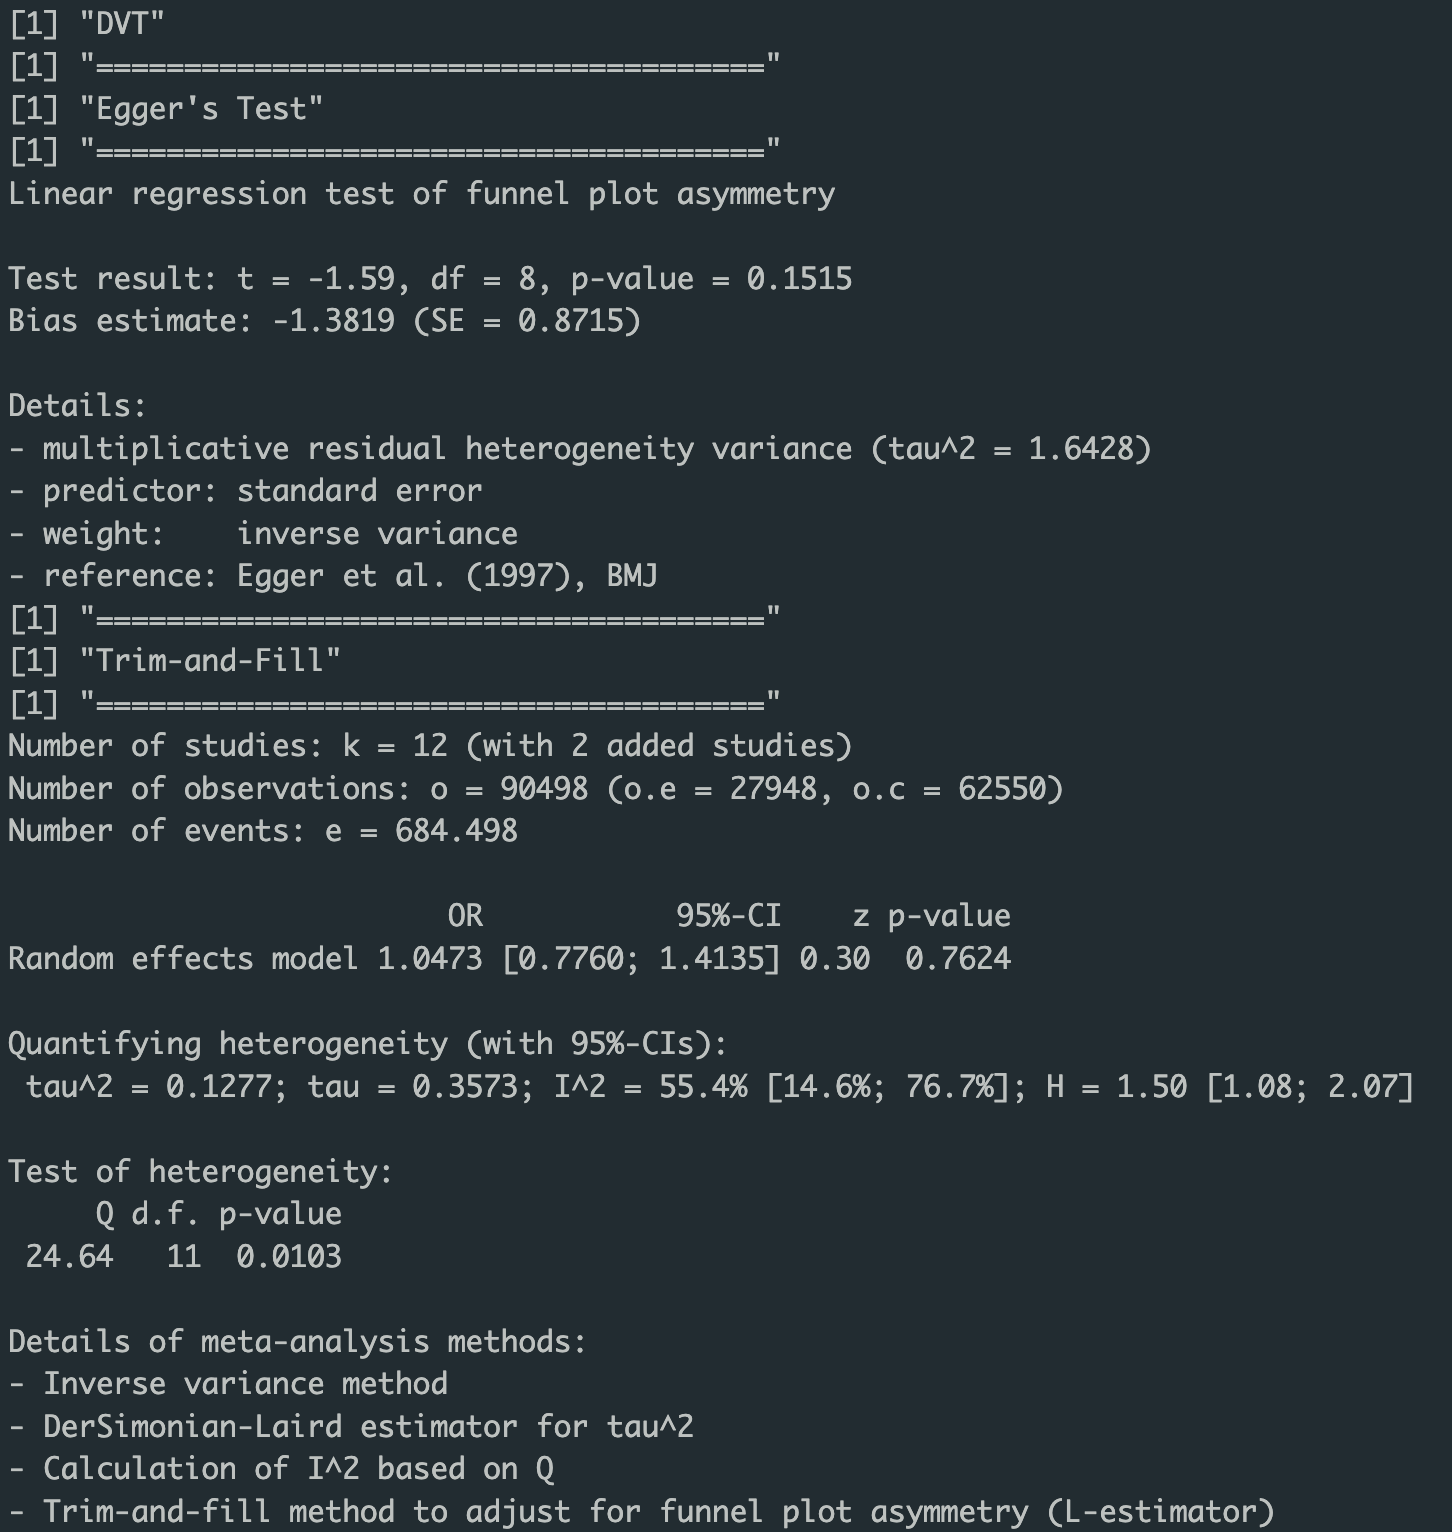 [1] "DVT"
[1] "======================================"
[1] "Egger's Test"
[1] "======================================"
Linear regression test of funnel plot asymmetry
Test result: t = -1.59, df = 8, p-value = 0.1515
Bias estimate: -1.3819 (SE = 0.8715)
Details:
- multiplicative residual heterogeneity variance (tau^2 = 1.6428)
- predictor: standard error
- weight:    inverse variance
- reference: Egger et al. (1997), BMJ
[1] "======================================"
[1] "Trim-and-Fill"
[1] "======================================"
Number of studies: k = 12 (with 2 added studies)
Number of observations: o = 90498 (o.e = 27948, o.c = 62550)
Number of events: e = 684.498
                         OR           95%-CI    z p-value
Random effects model 1.0473 [0.7760; 1.4135] 0.30  0.7624
Quantifying heterogeneity (with 95%-CIs):
 tau^2 = 0.1277; tau = 0.3573; I^2 = 55.4% [14.6%; 76.7%]; H = 1.50 [1.08; 2.07]
Test of heterogeneity:
     Q d.f. p-value
 24.64   11  0.0103
Details of meta-analysis methods:
- Inverse variance method
- DerSimonian-Laird estimator for tau^2
- Calculation of I^2 based on Q
- Trim-and-fill method to adjust for funnel plot asymmetry (L-estimator)